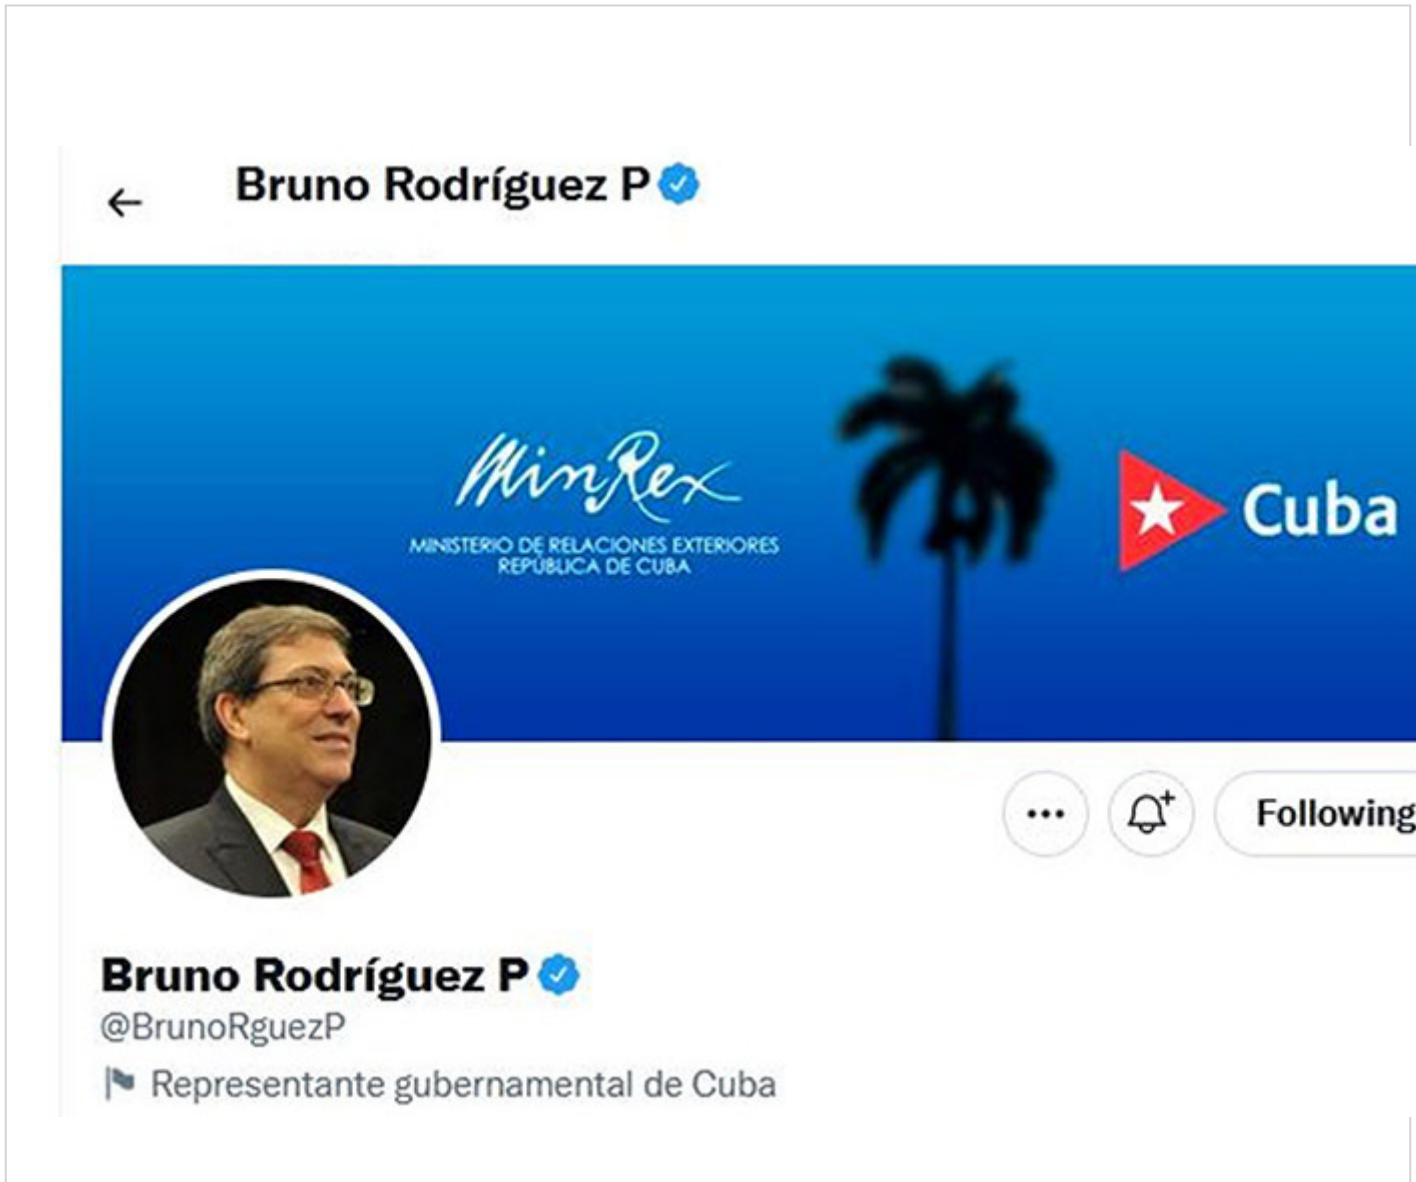 Bruno Rodríguez P
MinRex
MINISTERIO DE RELACIONES EXTERIORES
REPÚBLICA DE CUBA
Cuba
Following
Bruno Rodríguez P
@BrunoRguezP
Representante gubernamental de Cuba